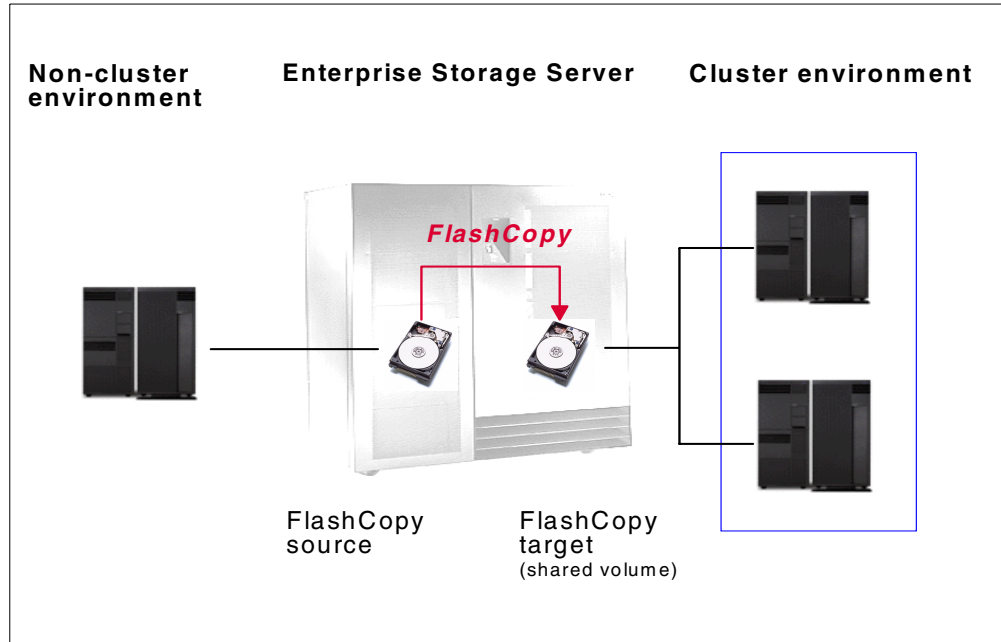 Non-cluster
environment
Enterprise Storage Server
Cluster environment
FlashCopy
FlashCopy
source
FlashCopy
target
(shared volume)